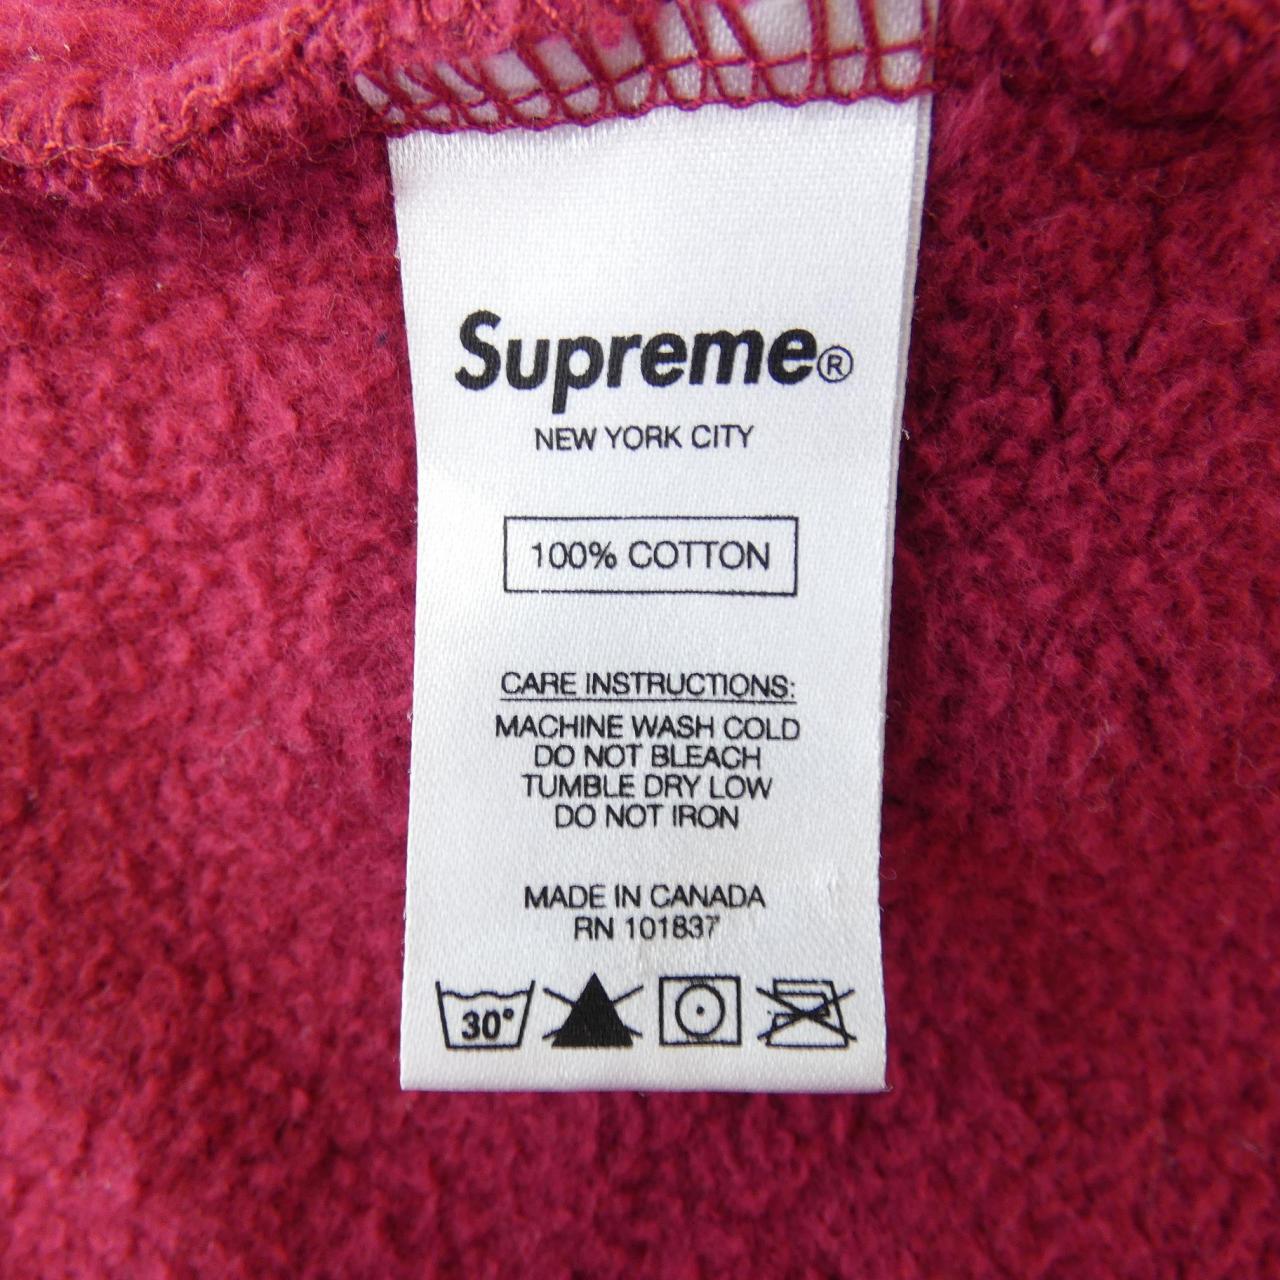 Supreme®
NEW YORK CITY
100% COTTON
CARE INSTRUCTIONS:
MACHINE WASH COLD
DO NOT BLEACH
TUMBLE DRY LOW
DO NOT IRON
MADE IN CANADA
RN 101837
30°